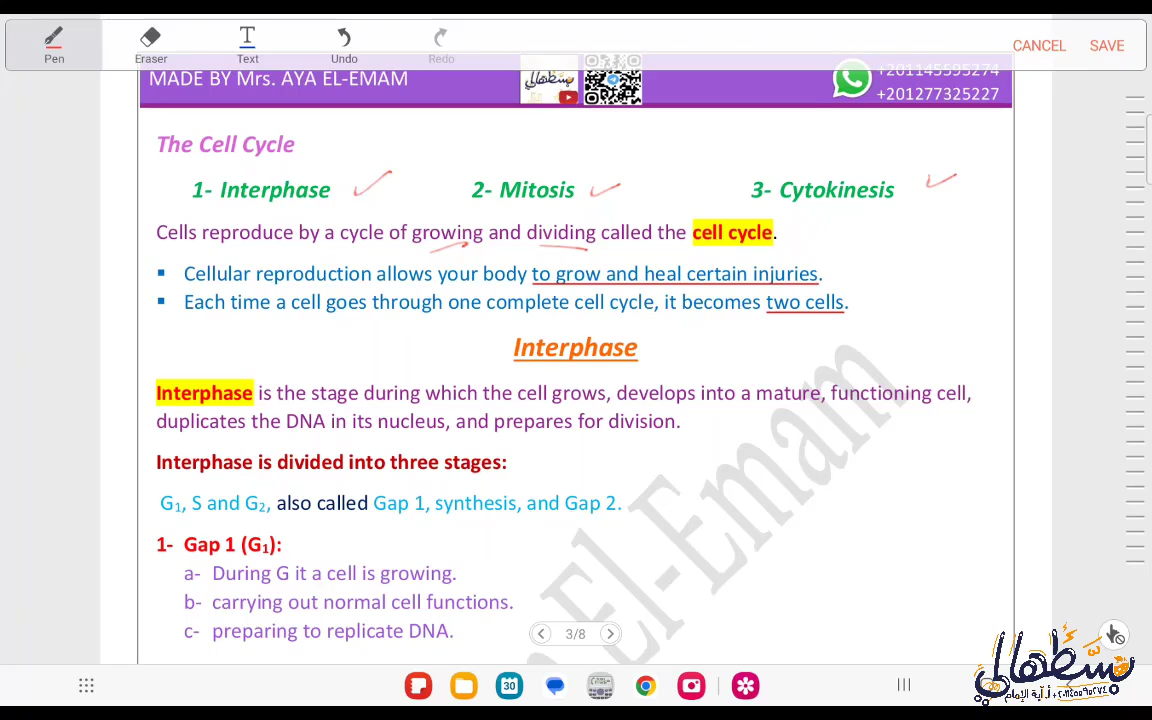 Pen
Eraser
Text
Undo
Redo
CANCEL
SAVE
MADE BY Mrs. AYA EL-EMAM
بسطهالي
+201145595274
+201277325227
The Cell Cycle
1- Interphase
2- Mitosis
3- Cytokinesis
Cells reproduce by a cycle of growing and dividing called the cell cycle.
▪ Cellular reproduction allows your body to grow and heal certain injuries.
▪ Each time a cell goes through one complete cell cycle, it becomes two cells.
Interphase
Interphase is the stage during which the cell grows, develops into a mature, functioning cell,
duplicates the DNA in its nucleus, and prepares for division.
Interphase is divided into three stages:
G₁, S and G₂, also called Gap 1, synthesis, and Gap 2.
1- Gap 1 (G₁):
a- During G it a cell is growing.
b- carrying out normal cell functions.
c- preparing to replicate DNA.
El-Emam
3/8
30
بسطهالي
أ. آية الإمام